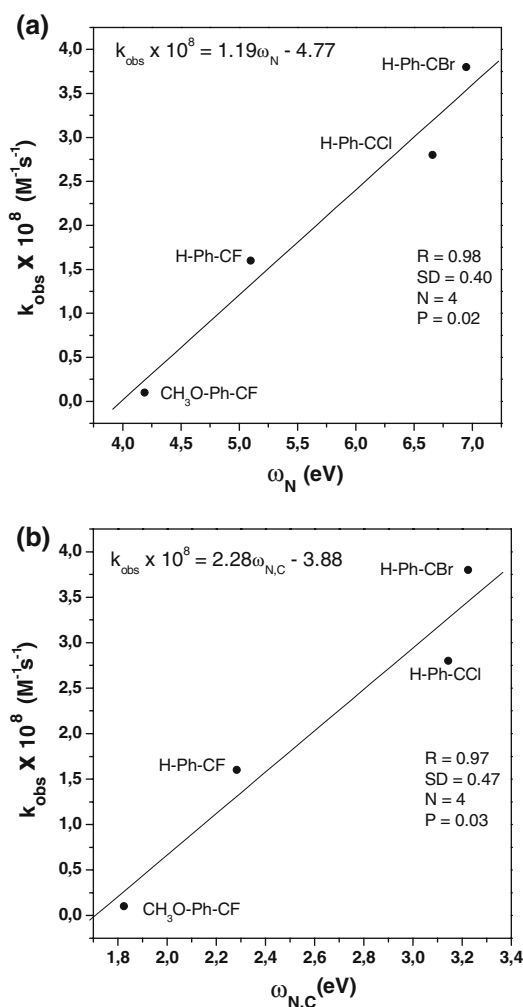 (a)
k_obs x 10^8 = 1.19ω_N - 4.77
H-Ph-CBr
H-Ph-CCl
H-Ph-CF
CH_3O-Ph-CF
R = 0.98
SD = 0.40
N = 4
P = 0.02
k_obs X 10^8 (M^-1s^-1)
4,0
3,5
3,0
2,5
2,0
1,5
1,0
0,5
0,0
4,0 4,5 5,0 5,5 6,0 6,5 7,0
ω_N (eV)
(b)
k_obs x 10^8 = 2.28ω_N,C - 3.88
H-Ph-CBr
H-Ph-CCl
H-Ph-CF
CH_3O-Ph-CF
R = 0.97
SD = 0.47
N = 4
P = 0.03
k_obs X 10^8 (M^-1s^-1)
4,0
3,5
3,0
2,5
2,0
1,5
1,0
0,5
0,0
1,8 2,0 2,2 2,4 2,6 2,8 3,0 3,2 3,4
ω_N,C (eV)